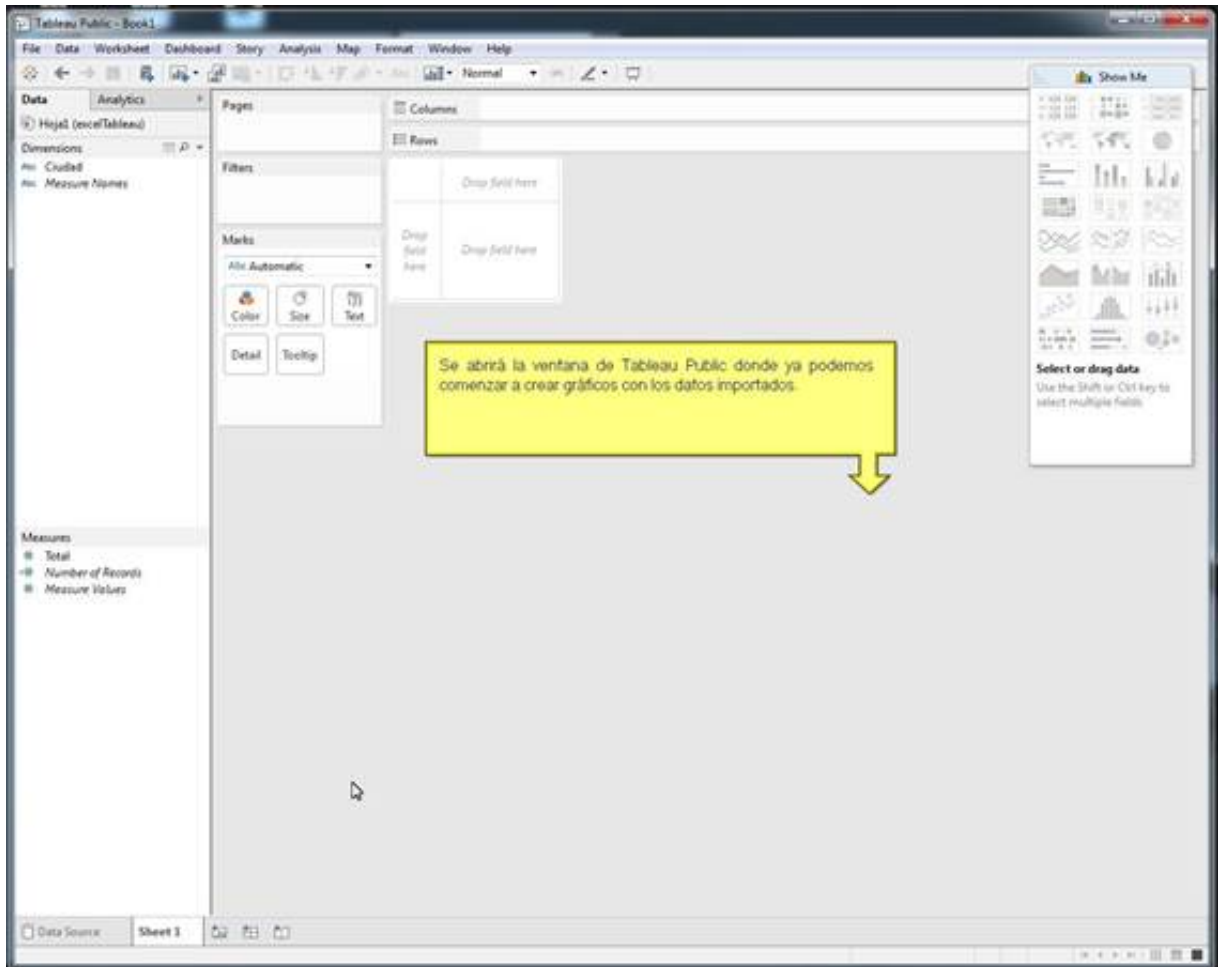 Tableau Public - Book1
File Data Worksheet Dashboard Story Analysis Map Format Window Help
Normal
Show Me
Data Analytics
Pages
Columns
Hoja1 (excelTableau)
Rows
Dimensions
Abc Ciudad
Abc Measure Names
Filters
Drop field here
Marks
Drop field here
Drop field here
Abc Automatic
Color Size Text
Detail Tooltip
Se abrirá la ventana de Tableau Public donde ya podemos
comenzar a crear gráficos con los datos importados.
Select or drag data
Use the Shift or Ctrl key to
select multiple fields
Measures
# Total
Number of Records
# Measure Values
Data Source Sheet 1